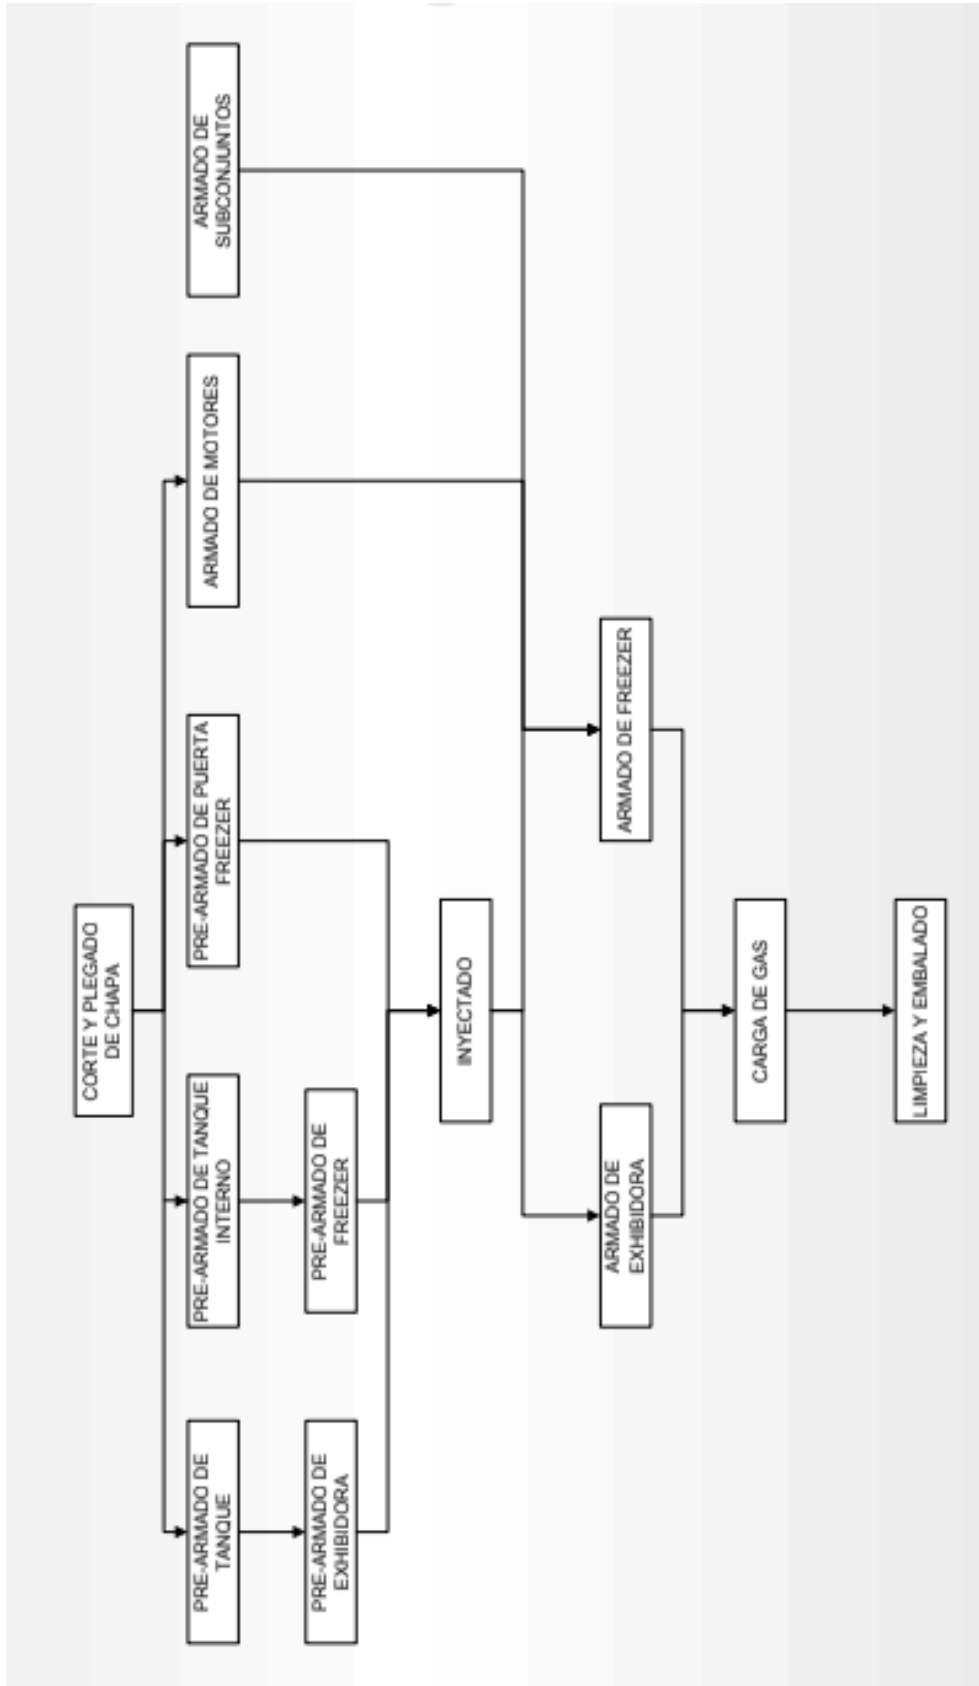 CORTE Y PLEGADO
DE CHAPA
PRE-ARMADO DE
TANQUE
PRE-ARMADO DE TANQUE
INTERNO
PRE-ARMADO DE PUERTA
FREEZER
ARMADO DE MOTORES
ARMADO DE
SUBCONJUNTOS
PRE-ARMADO DE
EXHIBIDORA
PRE-ARMADO DE
FREEZER
INYECTADO
ARMADO DE
EXHIBIDORA
ARMADO DE FREEZER
CARGA DE GAS
LIMPIEZA Y EMBALADO